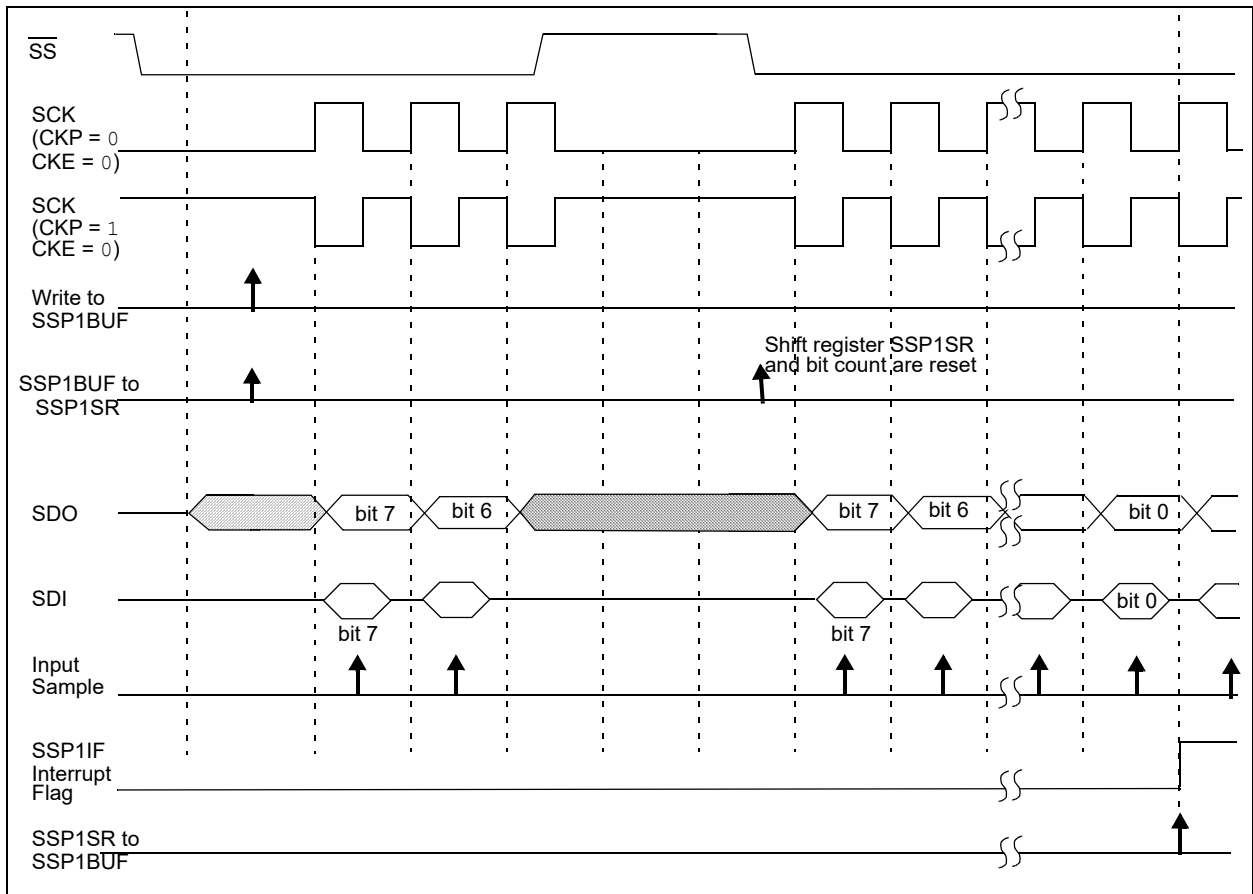 SS
SCK
(CKP = 0
CKE = 0)
SCK
(CKP = 1
CKE = 0)
Write to
SSP1BUF
Shift register SSP1SR
and bit count are reset
SSP1BUF to
SSP1SR
SDO
bit 7
bit 6
bit 7
bit 6
bit 0
SDI
bit 0
bit 7
bit 7
Input
Sample
SSP1IF
Interrupt
Flag
SSP1SR to
SSP1BUF